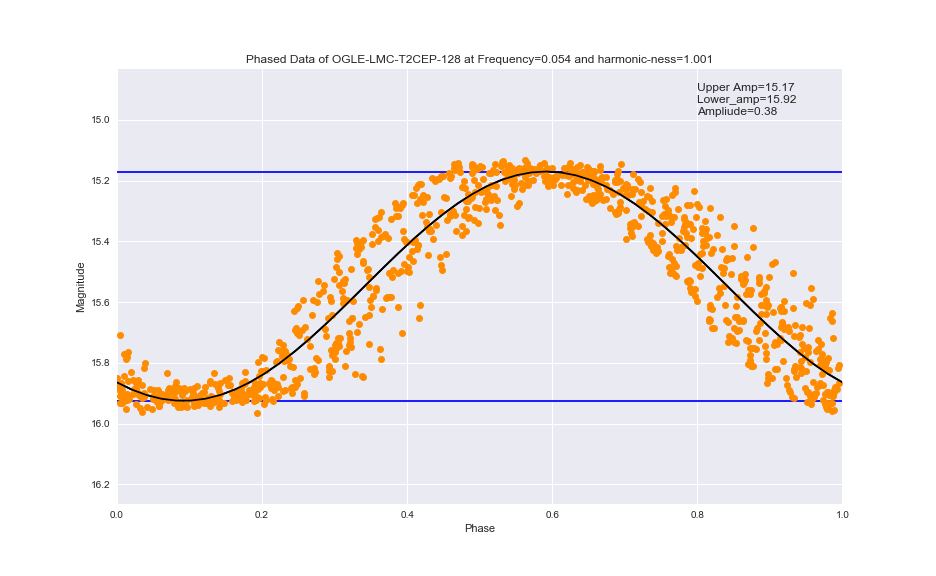 Phased Data of OGLE-LMC-T2CEP-128 at Frequency=0.054 and harmonic-ness=1.001
Upper Amp=15.17
Lower_amp=15.92
Ampliude=0.38
Magnitude
15.0
15.2
15.4
15.6
15.8
16.0
16.2
0.0 0.2 0.4 0.6 0.8 1.0
Phase